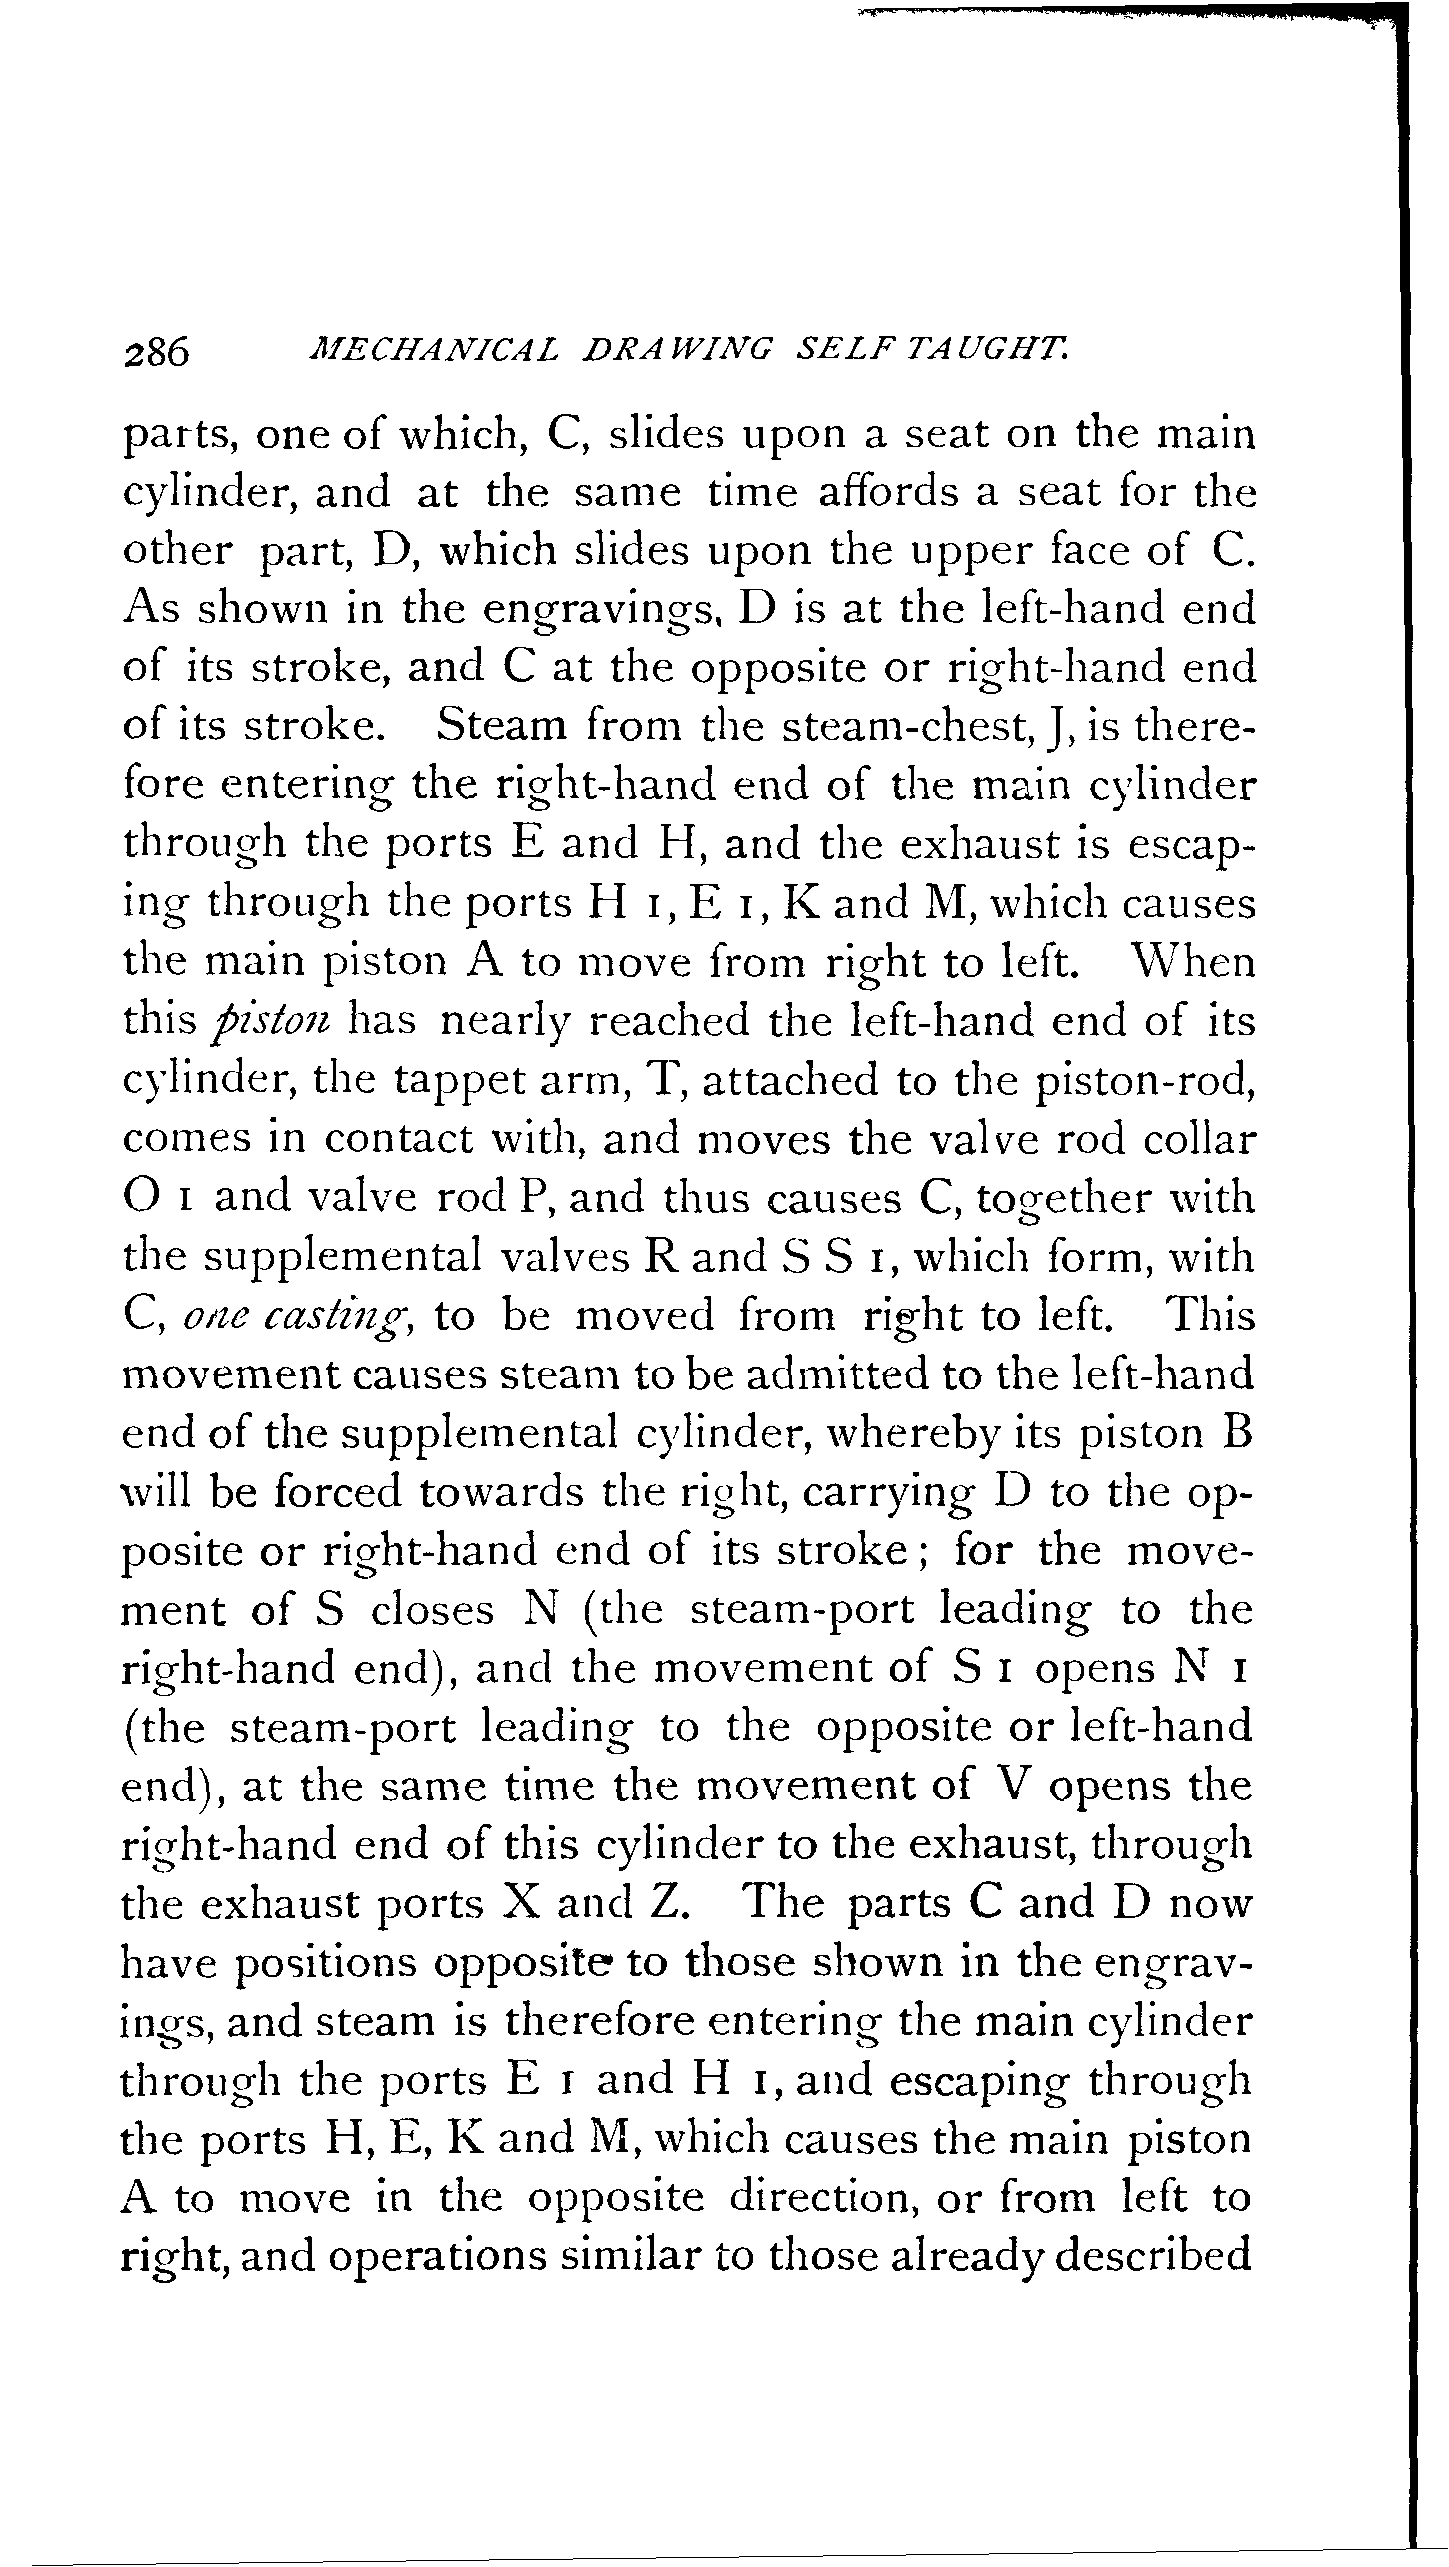 286 MECHANICAL DRAWING SELF TAUGHT.
parts, one of which, C, slides upon a seat on the main
cylinder, and at the same time affords a seat for the
other part, D, which slides upon the upper face of C.
As shown in the engravings, D is at the left-hand end
of its stroke, and C at the opposite or right-hand end
of its stroke. Steam from the steam-chest, J, is there-
fore entering the right-hand end of the main cylinder
through the ports E and H, and the exhaust is escap-
ing through the ports H 1, E 1, K and M, which causes
the main piston A to move from right to left. When
this piston has nearly reached the left-hand end of its
cylinder, the tappet arm, T, attached to the piston-rod,
comes in contact with, and moves the valve rod collar
O 1 and valve rod P, and thus causes C, together with
the supplemental valves R and S S 1, which form, with
C, one casting, to be moved from right to left. This
movement causes steam to be admitted to the left-hand
end of the supplemental cylinder, whereby its piston B
will be forced towards the right, carrying D to the op-
posite or right-hand end of its stroke; for the move-
ment of S closes N (the steam-port leading to the
right-hand end), and the movement of S 1 opens N 1
(the steam-port leading to the opposite or left-hand
end), at the same time the movement of V opens the
right-hand end of this cylinder to the exhaust, through
the exhaust ports X and Z. The parts C and D now
have positions opposite to those shown in the engrav-
ings, and steam is therefore entering the main cylinder
through the ports E 1 and H 1, and escaping through
the ports H, E, K and M, which causes the main piston
A to move in the opposite direction, or from left to
right, and operations similar to those already described